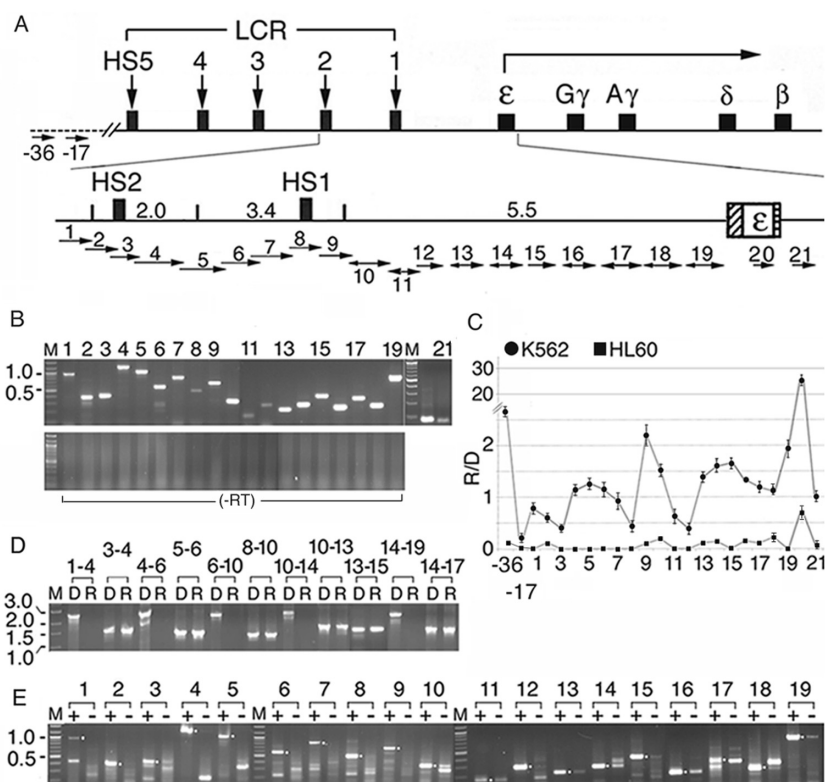 A
LCR
HS5 4 3 2 1 ε Gγ Aγ δ β
-36 -17
HS2 HS1
2.0 3.4 5.5 ε
1 2 3 4 5 6 7 8 9 10 11 12 13 14 15 16 17 18 19 20 21
B
M 1 2 3 4 5 6 7 8 9 11 13 15 17 19 M 21
1.0
0.5
(-RT)
C
K562 HL60
30
20
2
1
0
R/D
-36 1 3 5 7 9 11 13 15 17 19 21
-17
D
3-4 5-6 8-10 10-13 14-19
1-4 4-6 6-10 10-14 13-15 14-17
M D R D R D R D R D R D R D R D R D R D R D R
3.0
2.0
1.5
1.0
E
1 2 3 4 5 6 7 8 9 10 11 12 13 14 15 16 17 18 19
M + - + - + - + - + - M + - + - + - + - + - M + - + - + - + - + - + - + - + - + -
1.0
0.5